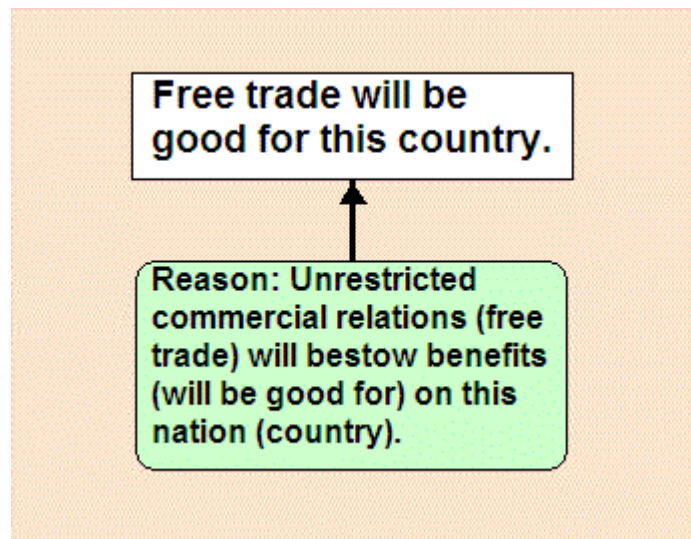 Free trade will be
good for this country.
Reason: Unrestricted
commercial relations (free
trade) will bestow benefits
(will be good for) on this
nation (country).